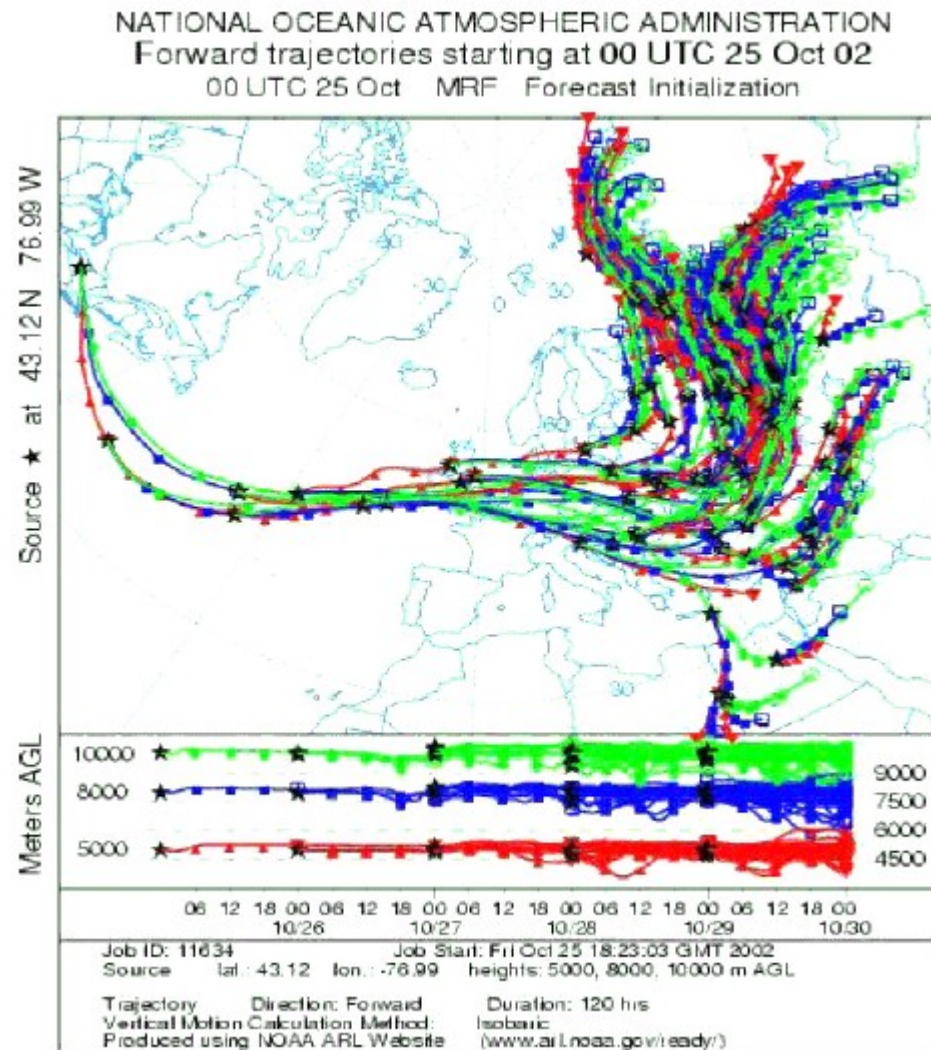 NATIONAL OCEANIC ATMOSPHERIC ADMINISTRATION
Forward trajectories starting at 00 UTC 25 Oct 02
00 UTC 25 Oct MRF Forecast Initialization
Source ★ at 43.12 N 76.99 W
30
30
0
30
30
Meters AGL
10000
8000
5000
9000
7500
6000
4500
06 12 18 00 06 12 18 00 06 12 18 00 06 12 18 00 06 12 18 00
10/26 10/27 10/28 10/29 10/30
Job ID: 11634 Job Start: Fri Oct 25 18:23:03 GMT 2002
Source lat.: 43.12 lon.: -76.99 heights: 5000, 8000, 10000 m AGL
Trajectory Direction: Forward Duration: 120 hrs
Vertical Motion Calculation Method: Isobaric
Produced using NOAA ARL Website (www.arl.noaa.gov/ready/)